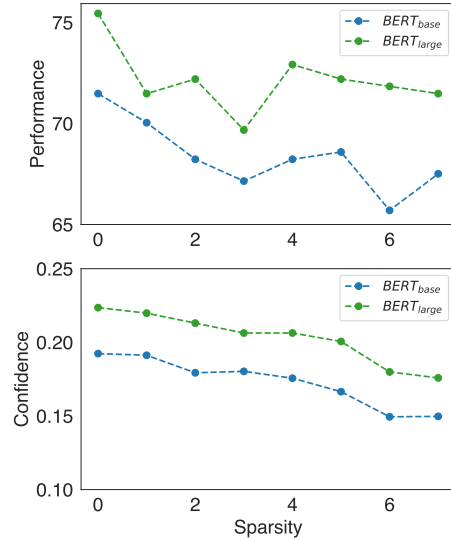 75
70
65
Performance
BERTbase
BERTlarge
0 2 4 6
0.25
0.20
0.15
0.10
Confidence
BERTbase
BERTlarge
0 2 4 6
Sparsity